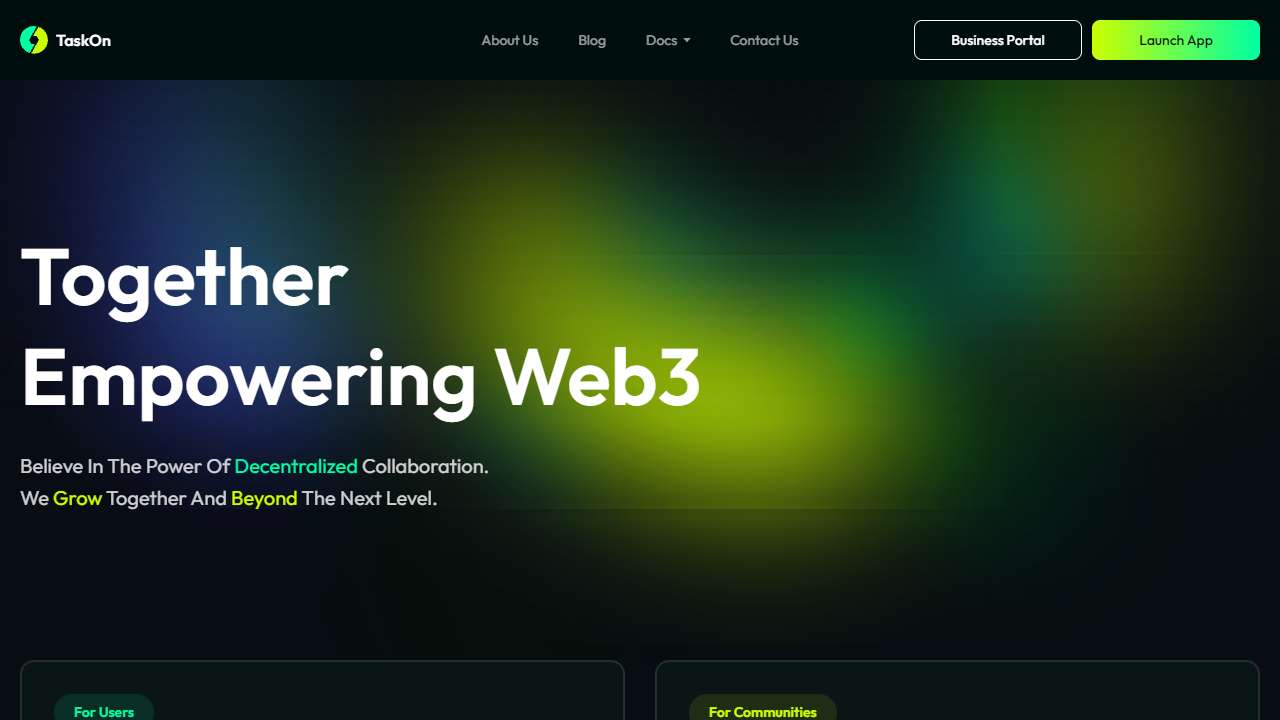 TaskOn
About Us
Blog
Docs
Contact Us
Business Portal
Launch App
Together
Empowering Web3
Believe In The Power Of Decentralized Collaboration.
We Grow Together And Beyond The Next Level.
For Users
For Communities